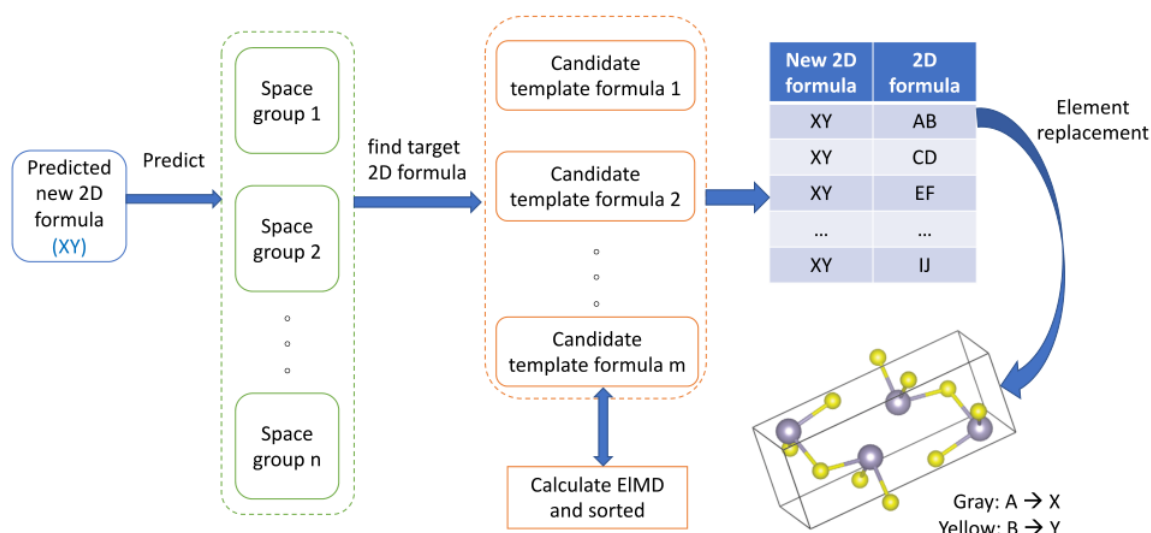 Predicted
new 2D
formula
(XY)
Predict
Space
group 1
Space
group 2
Space
group n
find target
2D formula
Candidate
template formula 1
Candidate
template formula 2
Candidate
template formula m
Calculate ElMD
and sorted
New 2D formula 2D formula
XY AB
XY CD
XY EF
... ...
XY IJ
Element
replacement
Gray: A → X
Yellow: B → Y